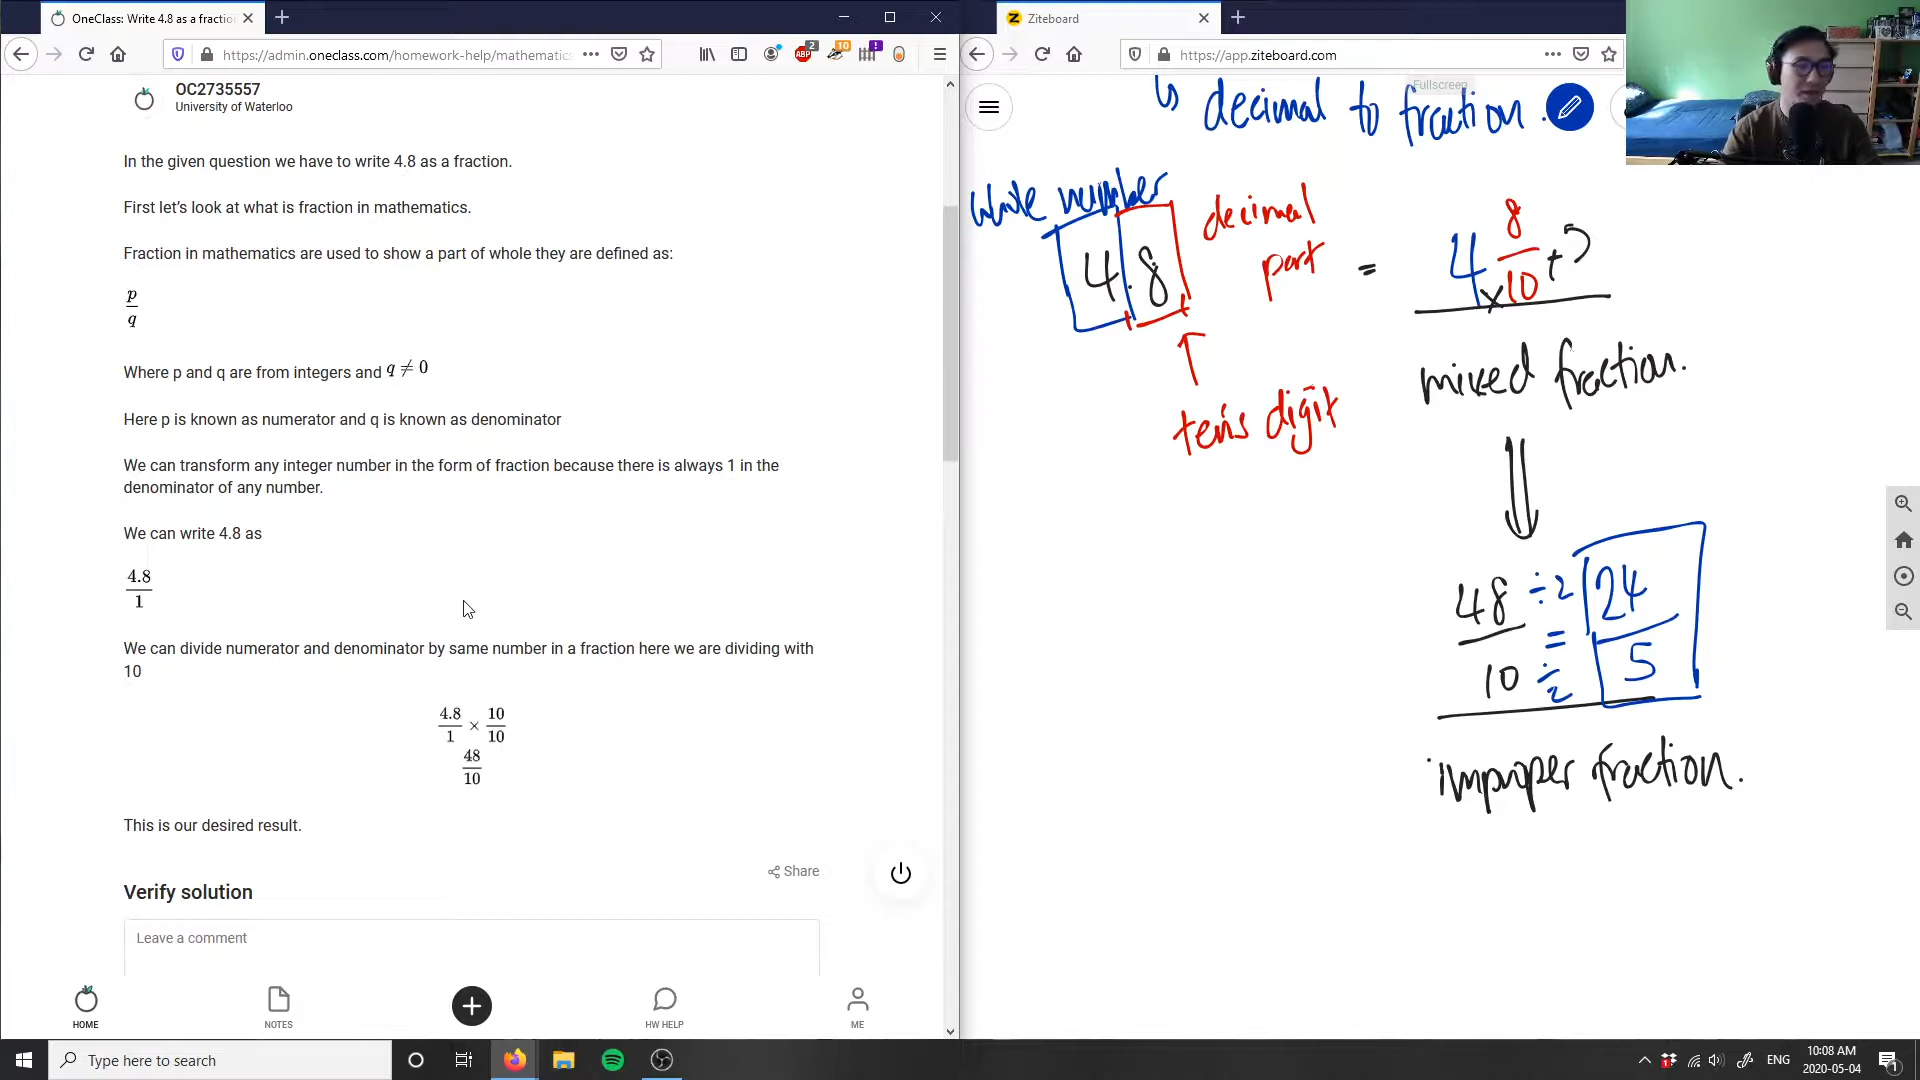 OneClass: Write 4.8 as a fractio
Ziteboard
https://admin.oneclass.com/homework-help/mathematics
ABP
2
10
!
https://app.ziteboard.com
Fullscreen
OC2735557
University of Waterloo
In the given question we have to write 4.8 as a fraction.
First let's look at what is fraction in mathematics.
Fraction in mathematics are used to show a part of whole they are defined as:
p
q
Where p and q are from integers and q ≠ 0
Here p is known as numerator and q is known as denominator
We can transform any integer number in the form of fraction because there is always 1 in the
denominator of any number.
We can write 4.8 as
4.8
1
We can divide numerator and denominator by same number in a fraction here we are dividing with
10
4.8 10
1 × 10
48
10
This is our desired result.
Share
Verify solution
Leave a comment
HOME
NOTES
HW HELP
ME
decimal to fraction.
whole number
4.8
decimal
part
ten's digit
=
4 8 +
× 10
mixed fraction.
48 ÷2 24
=
10 ÷2 5
improper fraction.
Type here to search
ENG
10:08 AM
2020-05-04
1